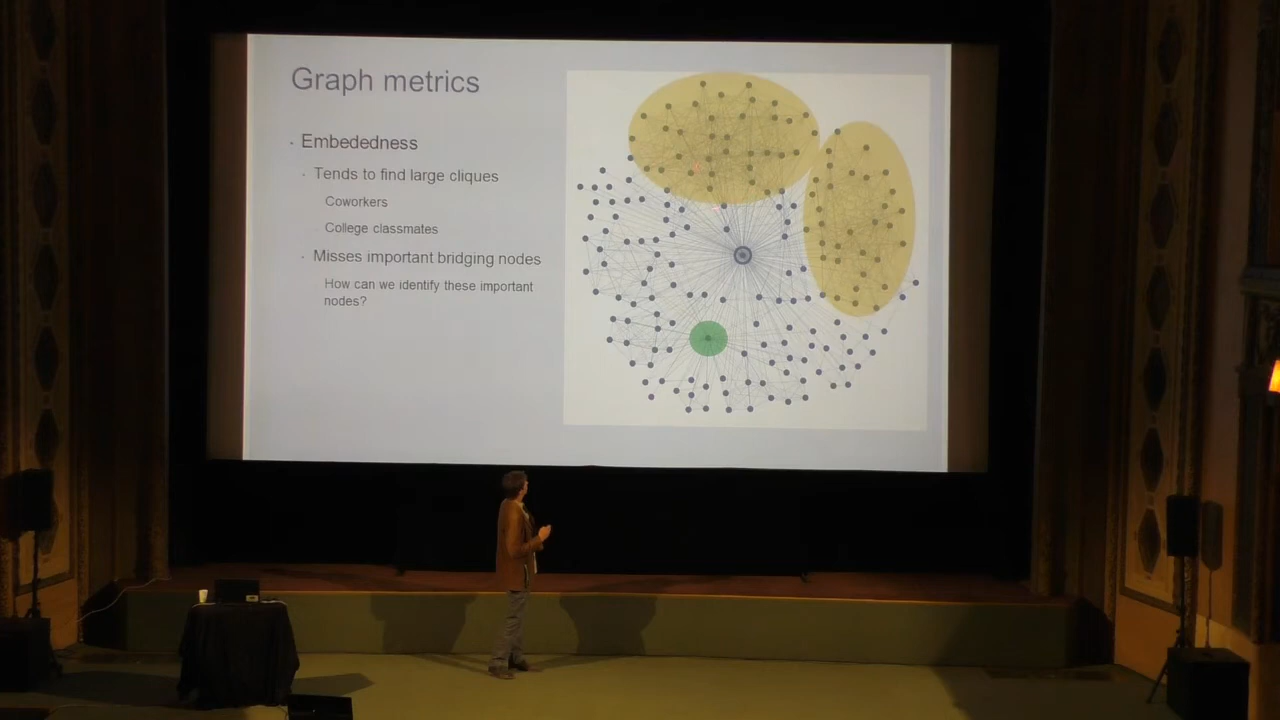 Graph metrics
Embededness
Tends to find large cliques
Coworkers
College classmates
Misses important bridging nodes
How can we identify these important
nodes?